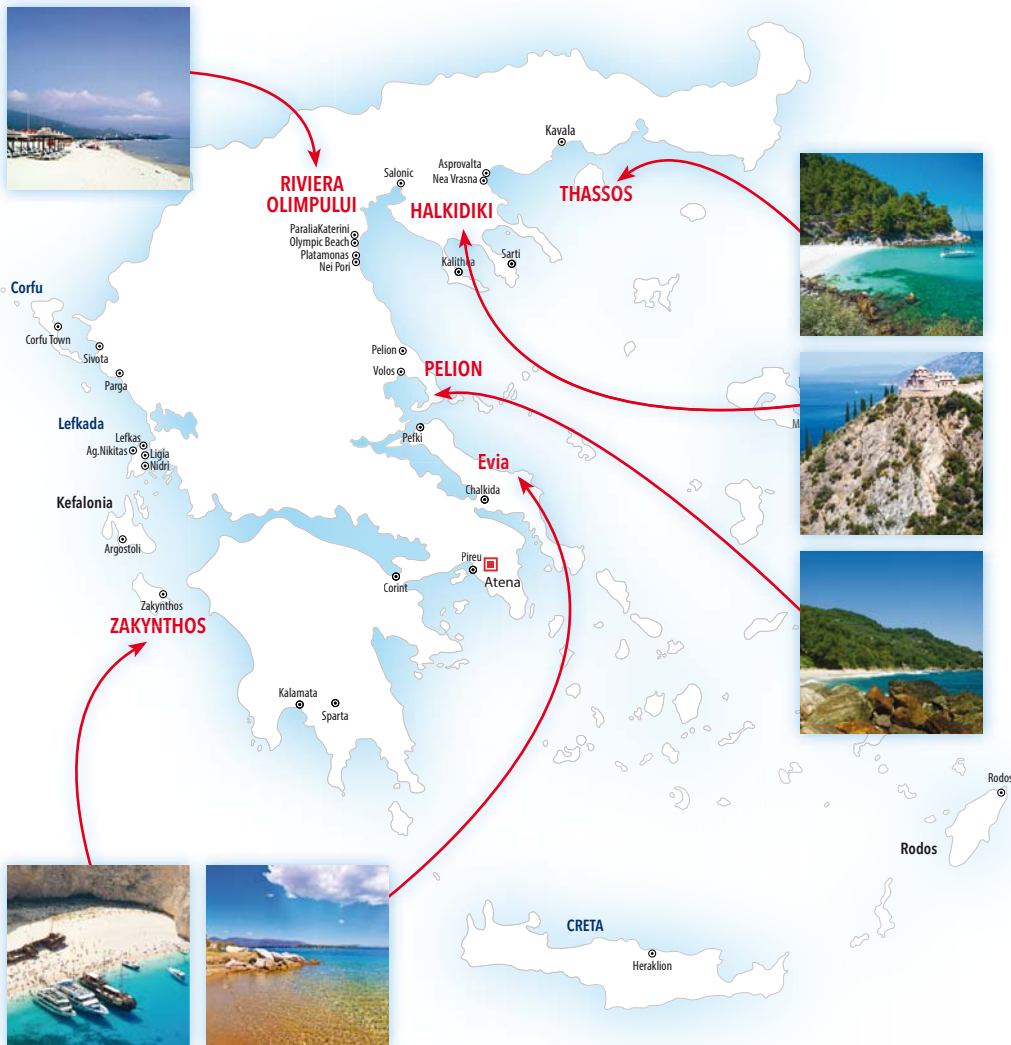 Kavala
Asprovalta
Nea Vrasna
Salonic
RIVIERA
OLIMPULUI
HALKIDIKI
THASSOS
ParaliaKaterini
Olympic Beach
Platamonas
Nei Pori
Kalithea
Sarti
Corfu
Corfu Town
Sivota
Parga
Pelion
Volos
PELION
Lefkada
Lefkas
Ag.Nikitas
Ligia
Nidri
Pefki
Evia
Chalkida
Kefalonia
Argostoli
Pireu
Atena
Corint
Zakynthos
ZAKYNTHOS
Kalamata
Sparta
Rodos
Rodos
CRETA
Heraklion